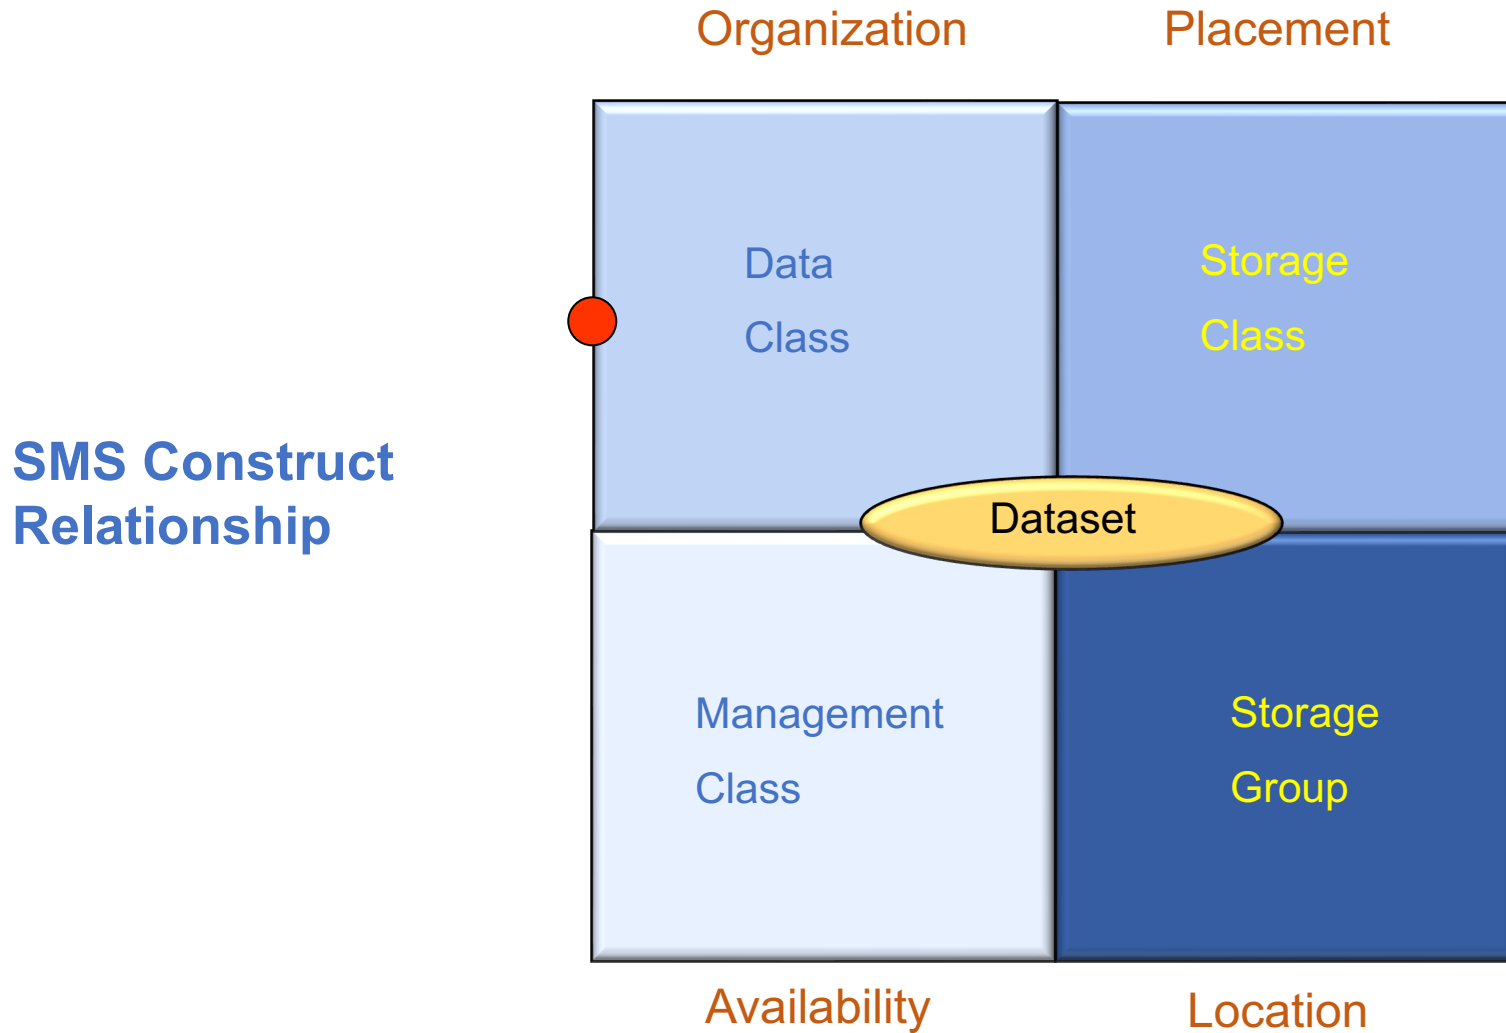 Organization
Placement
Data
Class
Storage
Class
SMS Construct
Relationship
Dataset
Management
Class
Storage
Group
Availability
Location